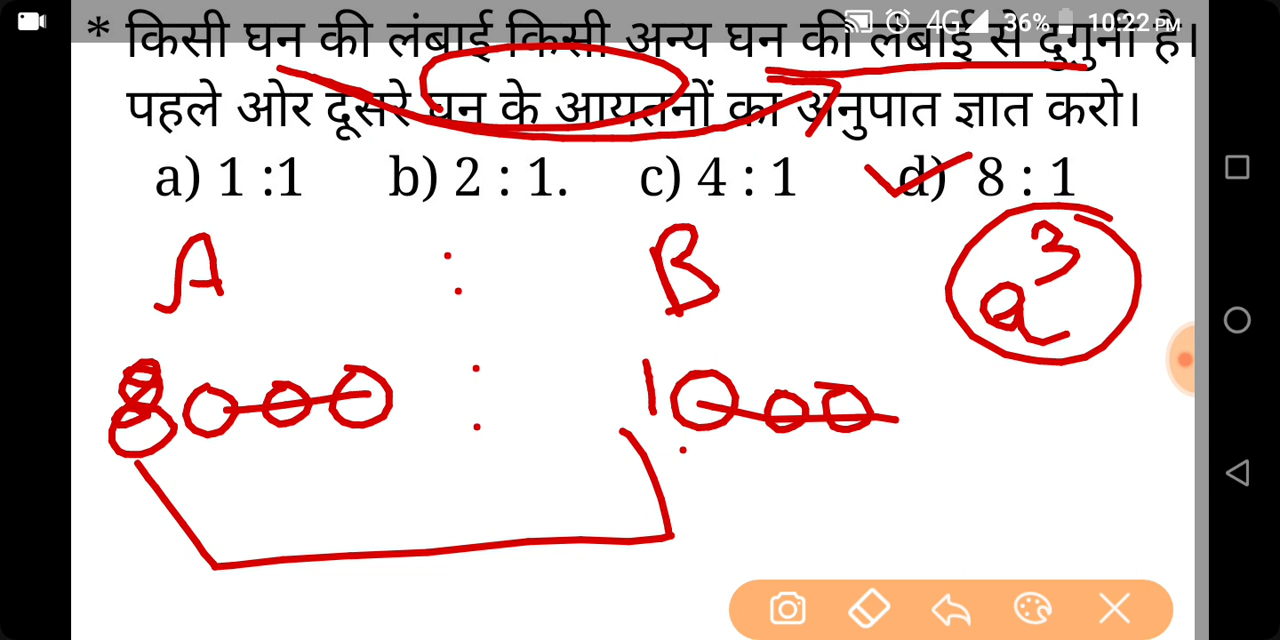 4G 36% 10:22 PM
* किसी घन की लंबाई किसी अन्य घन की लंबाई से दुगुनी है।
पहले ओर दूसरे घन के आयतनों का अनुपात ज्ञात करो।
a) 1 :1 b) 2 : 1. c) 4 : 1 d) 8 : 1
A : B a³
8000 : 1000